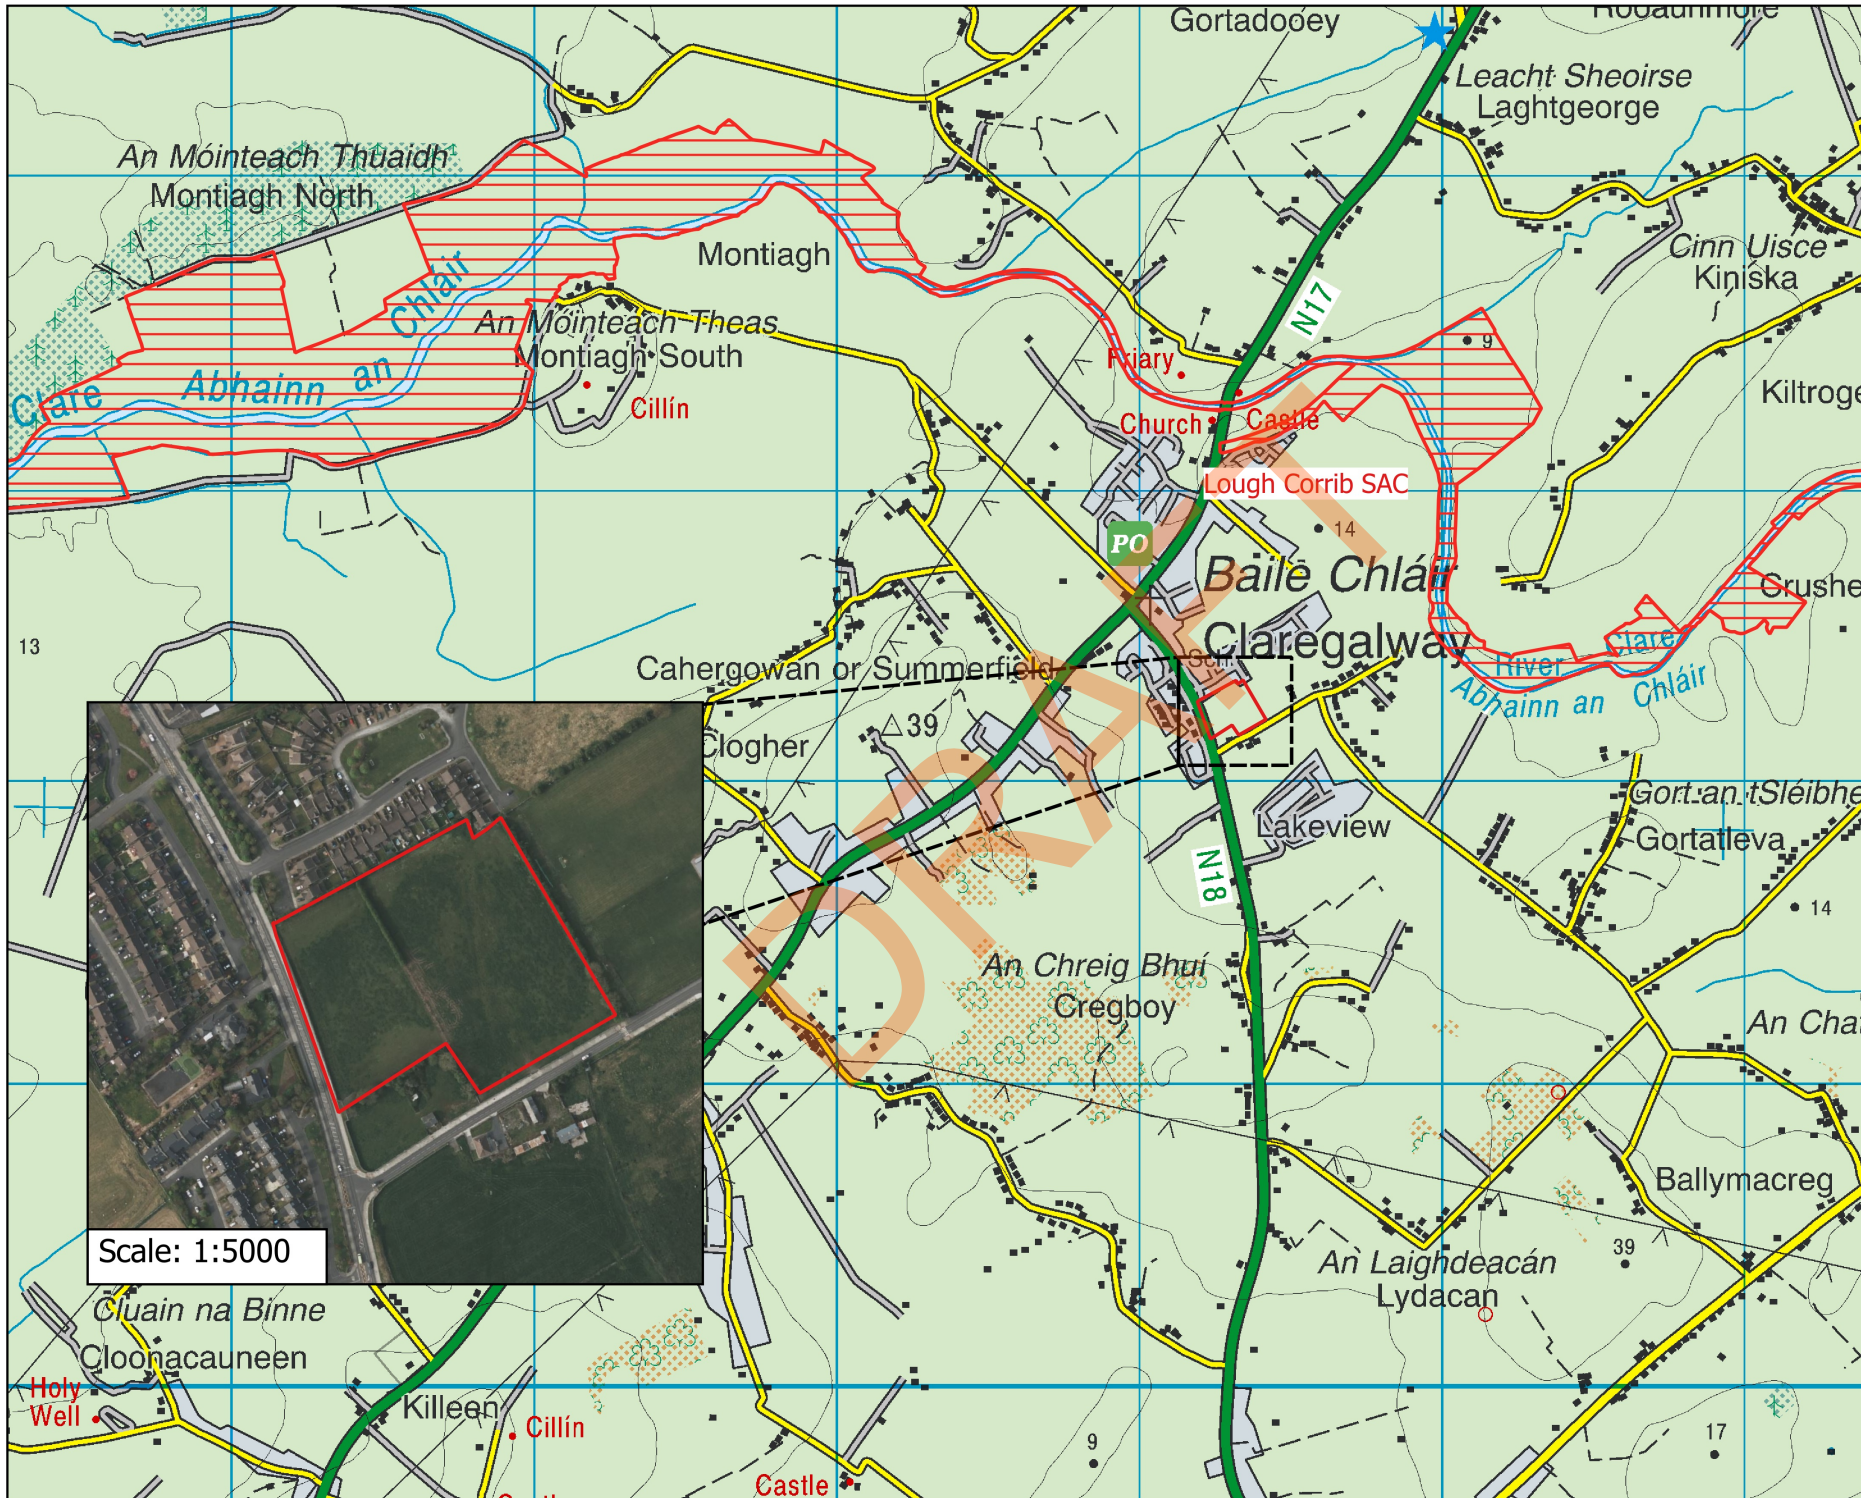 Gortadooey
Leacht Sheoirse
Laghtgeorge
An Móinteach Thuaidh
Montiagh North
Montiagh
Cinn Uisce
Kiniska
N17
An Móinteach Theas
Montiagh South
Cillín
Clare
Abhainn an Chláir
Friary
Church
Castle
9
Kiltroge
Lough Corrib SAC
PO
14
Baile Chláir
Claregalway
Sch
Crushe
River Clare
Abhainn an Chláir
13
Cahergowan or Summerfield
39
Clogher
Lakeview
N18
Gort an tSléibhe
Gortatleva
14
DRAFT
An Chreig Bhuí
Cregboy
An Chat
Ballymacreg
Scale: 1:5000
An Laighdeacán
Lydacan
39
Cluain na Binne
Cloonacauneen
Holy
Well
Killeen
Cillín
Castle
9
17